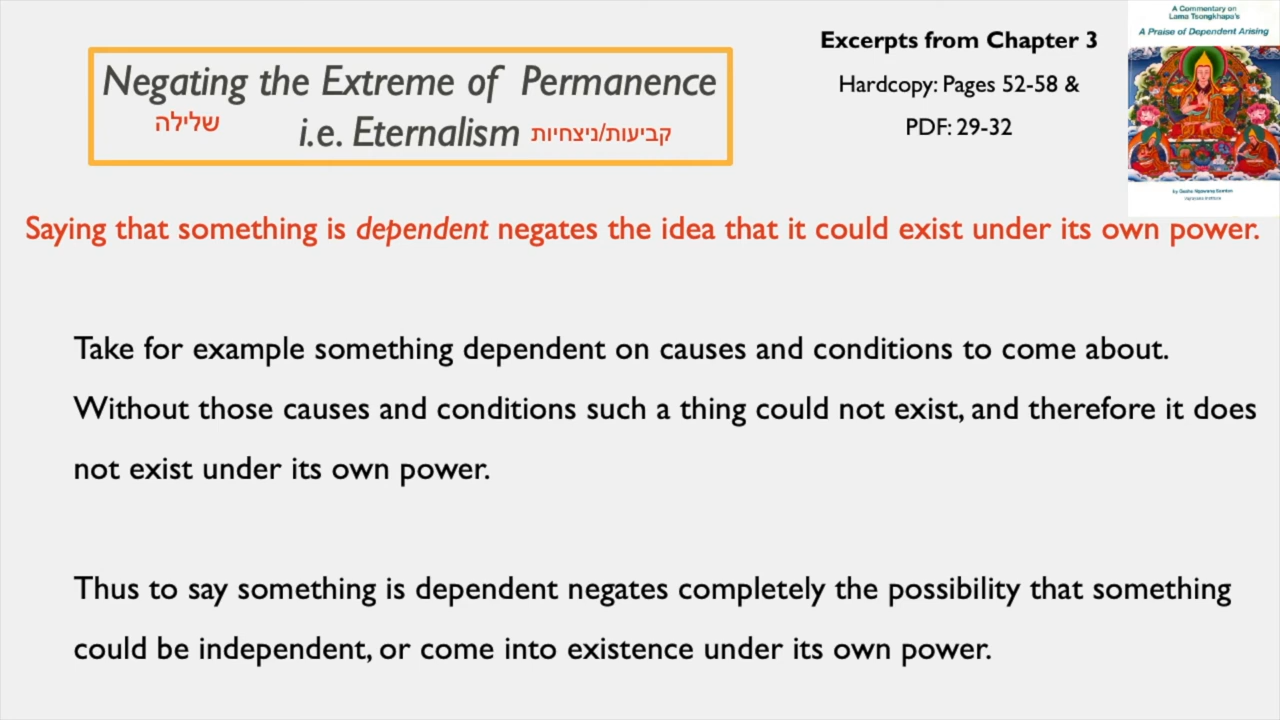 Negating the Extreme of Permanence
שלילה
i.e. Eternalism קביעות/ניצחיות
Excerpts from Chapter 3
Hardcopy: Pages 52-58 &
PDF: 29-32
A Commentary on
Lama Tsongkhapa's
A Praise of Dependent Arising
Saying that something is dependent negates the idea that it could exist under its own power.
Take for example something dependent on causes and conditions to come about.
Without those causes and conditions such a thing could not exist, and therefore it does
not exist under its own power.
Thus to say something is dependent negates completely the possibility that something
could be independent, or come into existence under its own power.